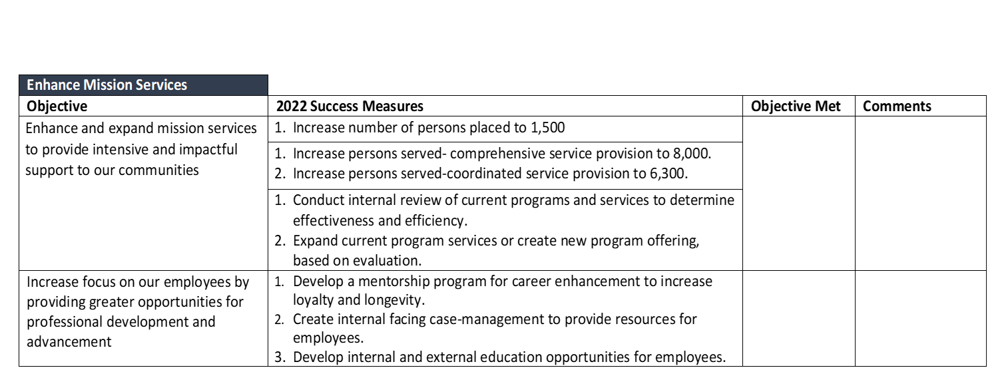 Enhance Mission Services
Objective
2022 Success Measures
Objective Met
Comments
Enhance and expand mission services
to provide intensive and impactful
support to our communities
1. Increase number of persons placed to 1,500
1. Increase persons served- comprehensive service provision to 8,000.
2. Increase persons served-coordinated service provision to 6,300.
1. Conduct internal review of current programs and services to determine
effectiveness and efficiency.
2. Expand current program services or create new program offering,
based on evaluation.
Increase focus on our employees by
providing greater opportunities for
professional development and
advancement
1. Develop a mentorship program for career enhancement to increase
loyalty and longevity.
2. Create internal facing case-management to provide resources for
employees.
3. Develop internal and external education opportunities for employees.